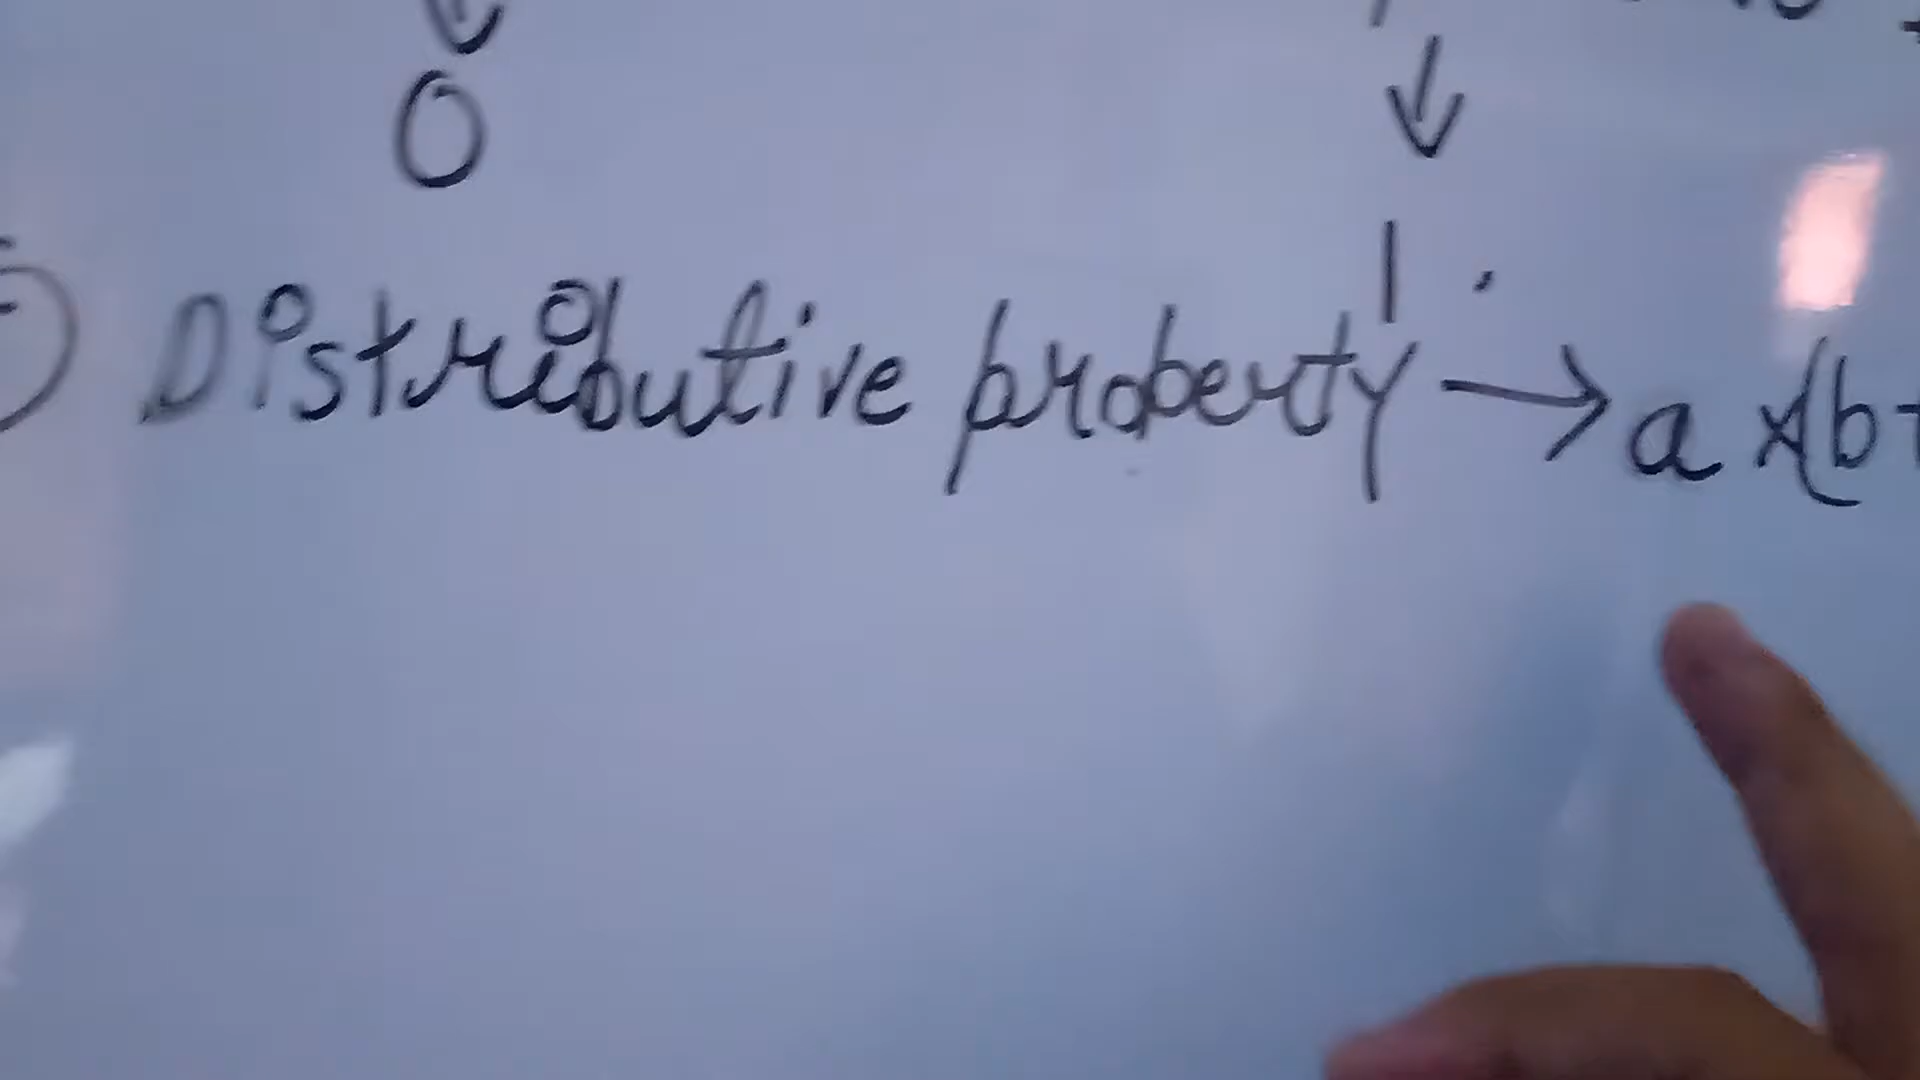 ↓ ↓
0 1.
Distributive property → a×(b+